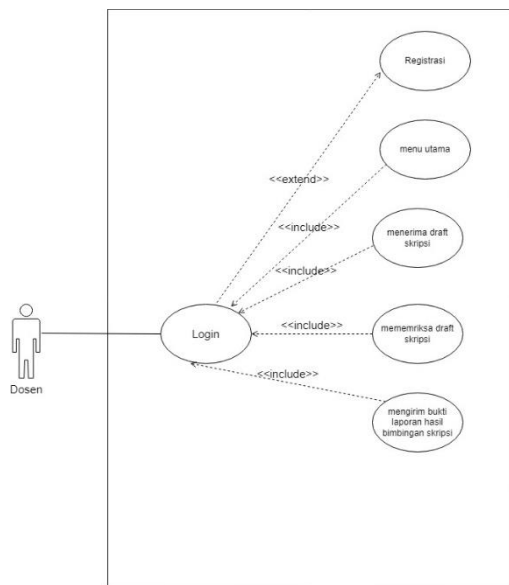 Registrasi
menu utama
<<extend>>
<<include>>
menerima draft
skripsi
<<include>>
Login
<<include>>
mememriksa draft
skripsi
Dosen
<<include>>
mengirim bukti
laporan hasil
bimbingan skripsi